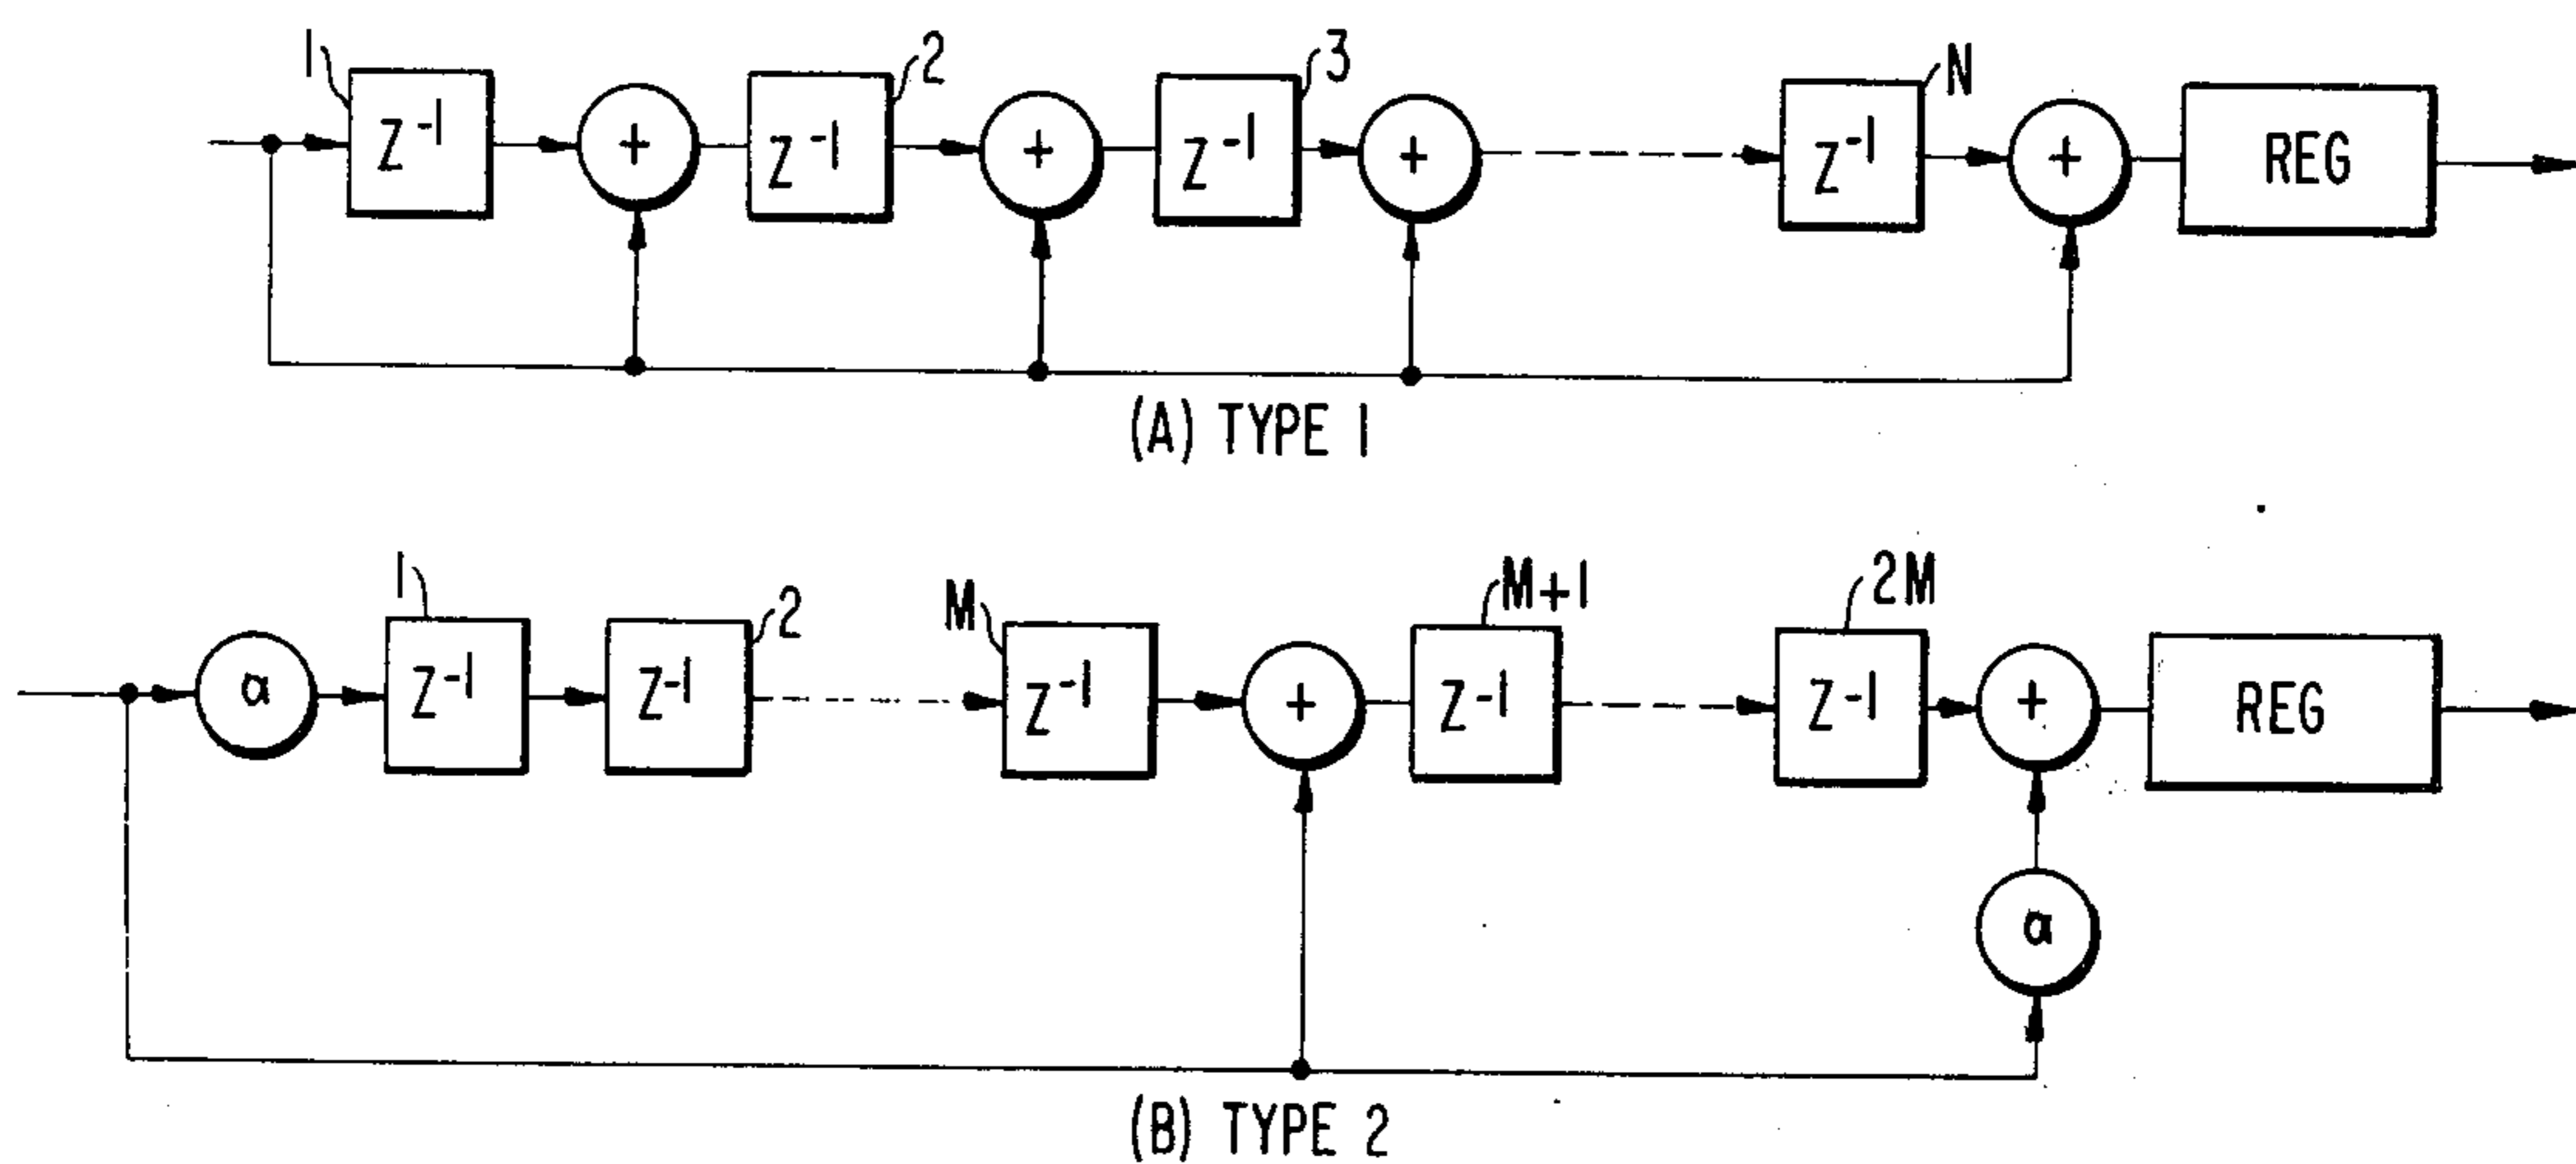 1 2 3 N
Z⁻¹ + Z⁻¹ + Z⁻¹ + Z⁻¹ + REG
(A) TYPE 1
1 2 M M+1 2M
a Z⁻¹ Z⁻¹ Z⁻¹ + Z⁻¹ Z⁻¹ + REG
a
(B) TYPE 2